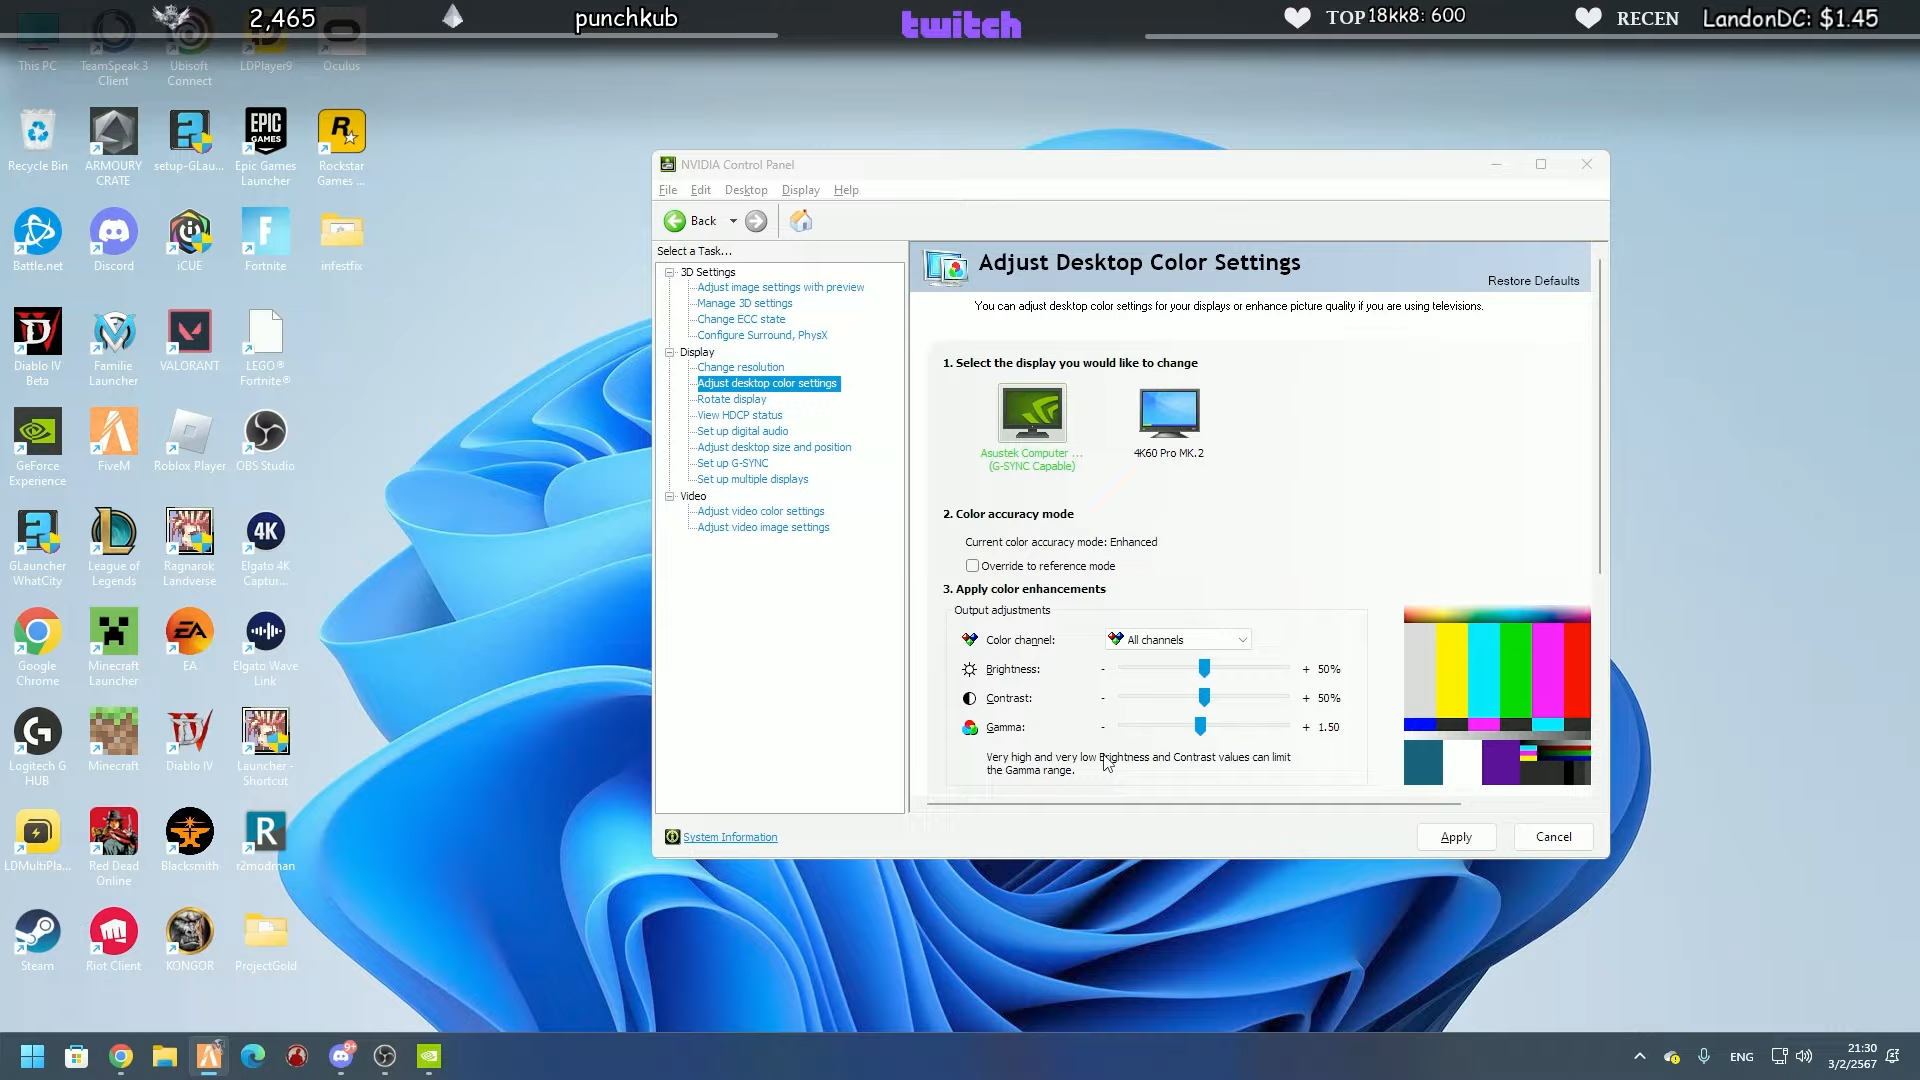 2,465
punchkub
twitch
TOP 18kk8: 600
RECEN LandonDC: $1.45
This PC
TeamSpeak 3
Client
Ubisoft
Connect
LDPlayer9
Oculus
Recycle Bin
ARMOURY
CRATE
setup-GLau...
Epic Games
Launcher
Rockstar
Games ...
Battle.net
Discord
iCUE
Fortnite
infestfix
Diablo IV
Beta
Familie
Launcher
VALORANT
LEGO®
Fortnite®
GeForce
Experience
FiveM
Roblox Player
OBS Studio
GLauncher
WhatCity
League of
Legends
Ragnarok
Landverse
Elgato 4K
Captur...
Google
Chrome
Minecraft
Launcher
EA
Elgato Wave
Link
Logitech G
HUB
Minecraft
Diablo IV
Launcher -
Shortcut
LDMultiPla...
Red Dead
Online
Blacksmith
r2modman
Steam
Riot Client
KONGOR
ProjectGold
NVIDIA Control Panel
File Edit Desktop Display Help
Back
Select a Task...
3D Settings
Adjust image settings with preview
Manage 3D settings
Change ECC state
Configure Surround, PhysX
Display
Change resolution
Adjust desktop color settings
Rotate display
View HDCP status
Set up digital audio
Adjust desktop size and position
Set up G-SYNC
Set up multiple displays
Video
Adjust video color settings
Adjust video image settings
System Information
Adjust Desktop Color Settings
Restore Defaults
You can adjust desktop color settings for your displays or enhance picture quality if you are using televisions.
1. Select the display you would like to change
Asustek Computer ...
(G-SYNC Capable)
4K60 Pro MK.2
2. Color accuracy mode
Current color accuracy mode: Enhanced
Override to reference mode
3. Apply color enhancements
Output adjustments
Color channel: All channels
Brightness: - + 50%
Contrast: - + 50%
Gamma: - + 1.50
Very high and very low Brightness and Contrast values can limit
the Gamma range.
Apply
Cancel
9+
ENG
21:30
3/2/2567